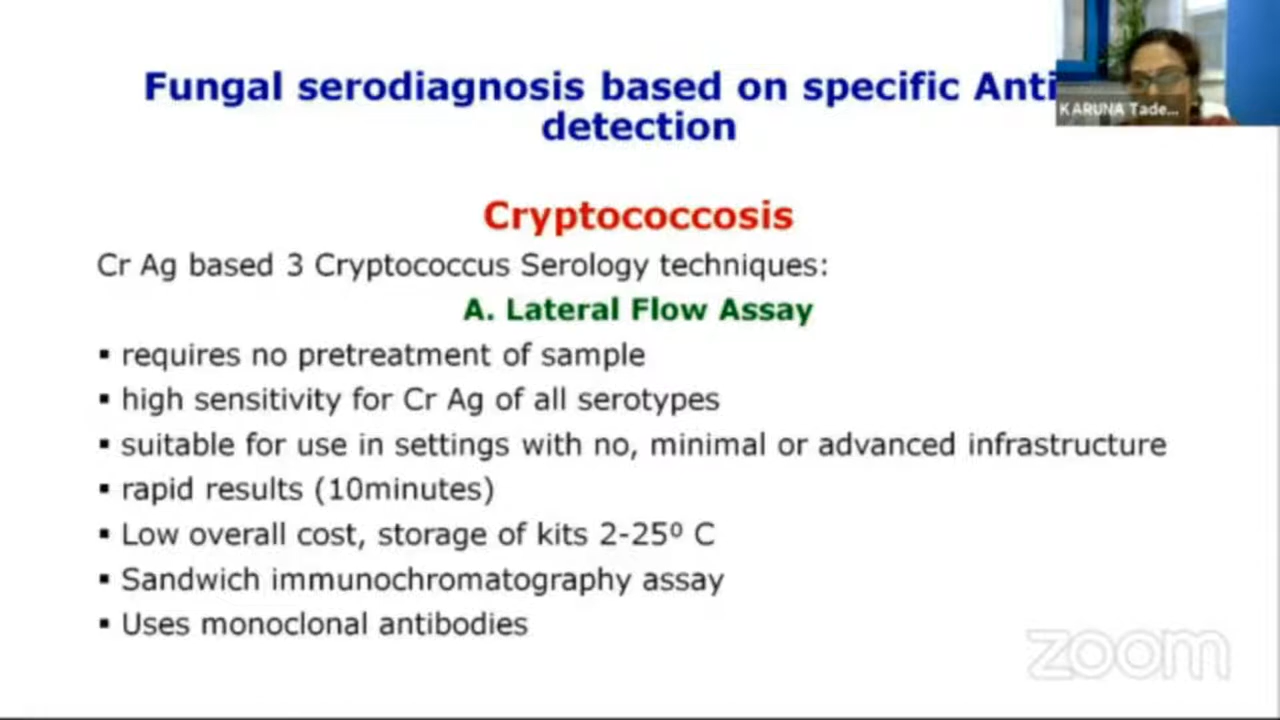 Fungal serodiagnosis based on specific Anti
detection
KARUNA Tade...
Cryptococcosis
Cr Ag based 3 Cryptococcus Serology techniques:
A. Lateral Flow Assay
▪ requires no pretreatment of sample
▪ high sensitivity for Cr Ag of all serotypes
▪ suitable for use in settings with no, minimal or advanced infrastructure
▪ rapid results (10minutes)
▪ Low overall cost, storage of kits 2-25⁰ C
▪ Sandwich immunochromatography assay
▪ Uses monoclonal antibodies
zoom